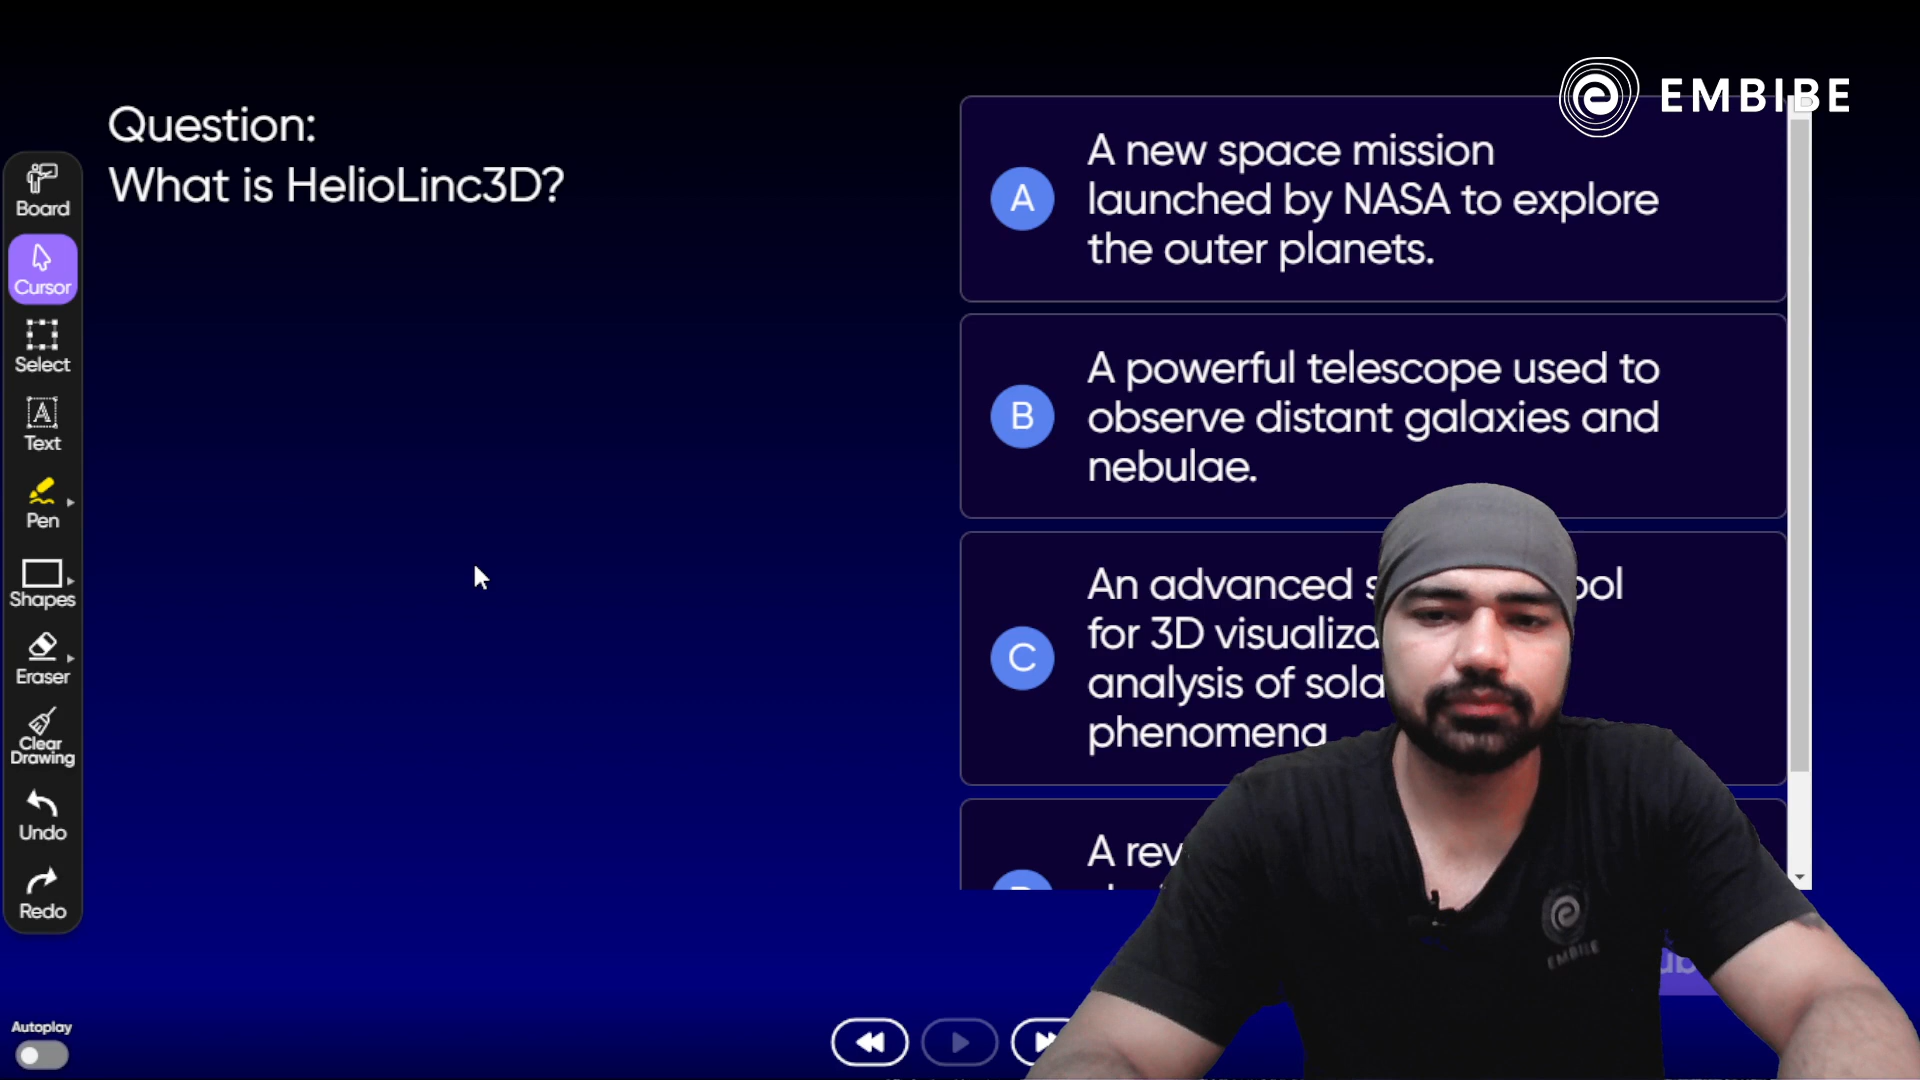 EMBIBE
Question:
What is HelioLinc3D?
A
A new space mission
launched by NASA to explore
the outer planets.
B
A powerful telescope used to
observe distant galaxies and
nebulae.
C
An advanced
for 3D
analysis of
phenomena
A
Board
Cursor
Select
Text
Pen
Shapes
Eraser
Clear
Drawing
Undo
Redo
Autoplay
EMBIBE